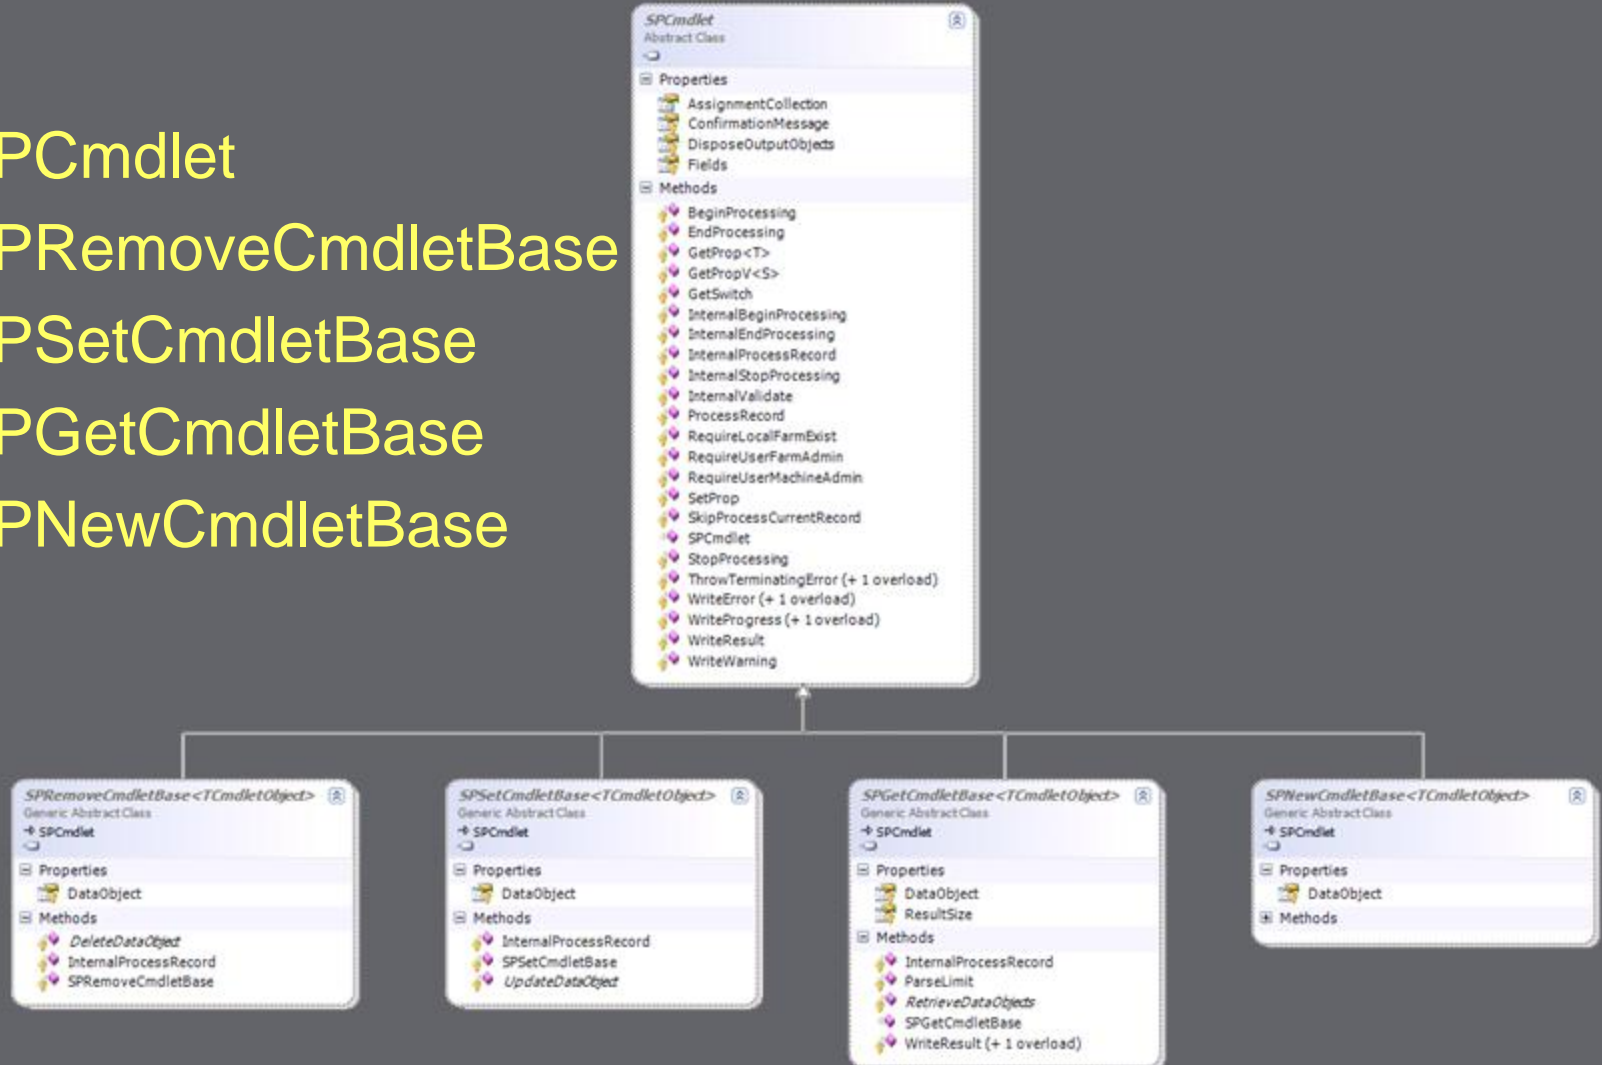 PCmdlet
PRemoveCmdletBase
PSetCmdletBase
PGetCmdletBase
PNewCmdletBase
SPCmdlet
Abstract Class
Properties
AssignmentCollection
ConfirmationMessage
DisposeOutputObjects
Fields
Methods
BeginProcessing
EndProcessing
GetProp<T>
GetPropV<S>
GetSwitch
InternalBeginProcessing
InternalEndProcessing
InternalProcessRecord
InternalStopProcessing
InternalValidate
ProcessRecord
RequireLocalFarmExist
RequireUserFarmAdmin
RequireUserMachineAdmin
SetProp
SkipProcessCurrentRecord
SPCmdlet
StopProcessing
ThrowTerminatingError (+ 1 overload)
WriteError (+ 1 overload)
WriteProgress (+ 1 overload)
WriteResult
WriteWarning
SPRemoveCmdletBase<TCmdletObject>
Generic Abstract Class
SPCmdlet
Properties
DataObject
Methods
DeleteDataObject
InternalProcessRecord
SPRemoveCmdletBase
SPSetCmdletBase<TCmdletObject>
Generic Abstract Class
SPCmdlet
Properties
DataObject
Methods
InternalProcessRecord
SPSetCmdletBase
UpdateDataObject
SPGetCmdletBase<TCmdletObject>
Generic Abstract Class
SPCmdlet
Properties
DataObject
ResultSize
Methods
InternalProcessRecord
ParseLimit
RetrieveDataObjects
SPGetCmdletBase
WriteResult (+ 1 overload)
SPNewCmdletBase<TCmdletObject>
Generic Abstract Class
SPCmdlet
Properties
DataObject
Methods